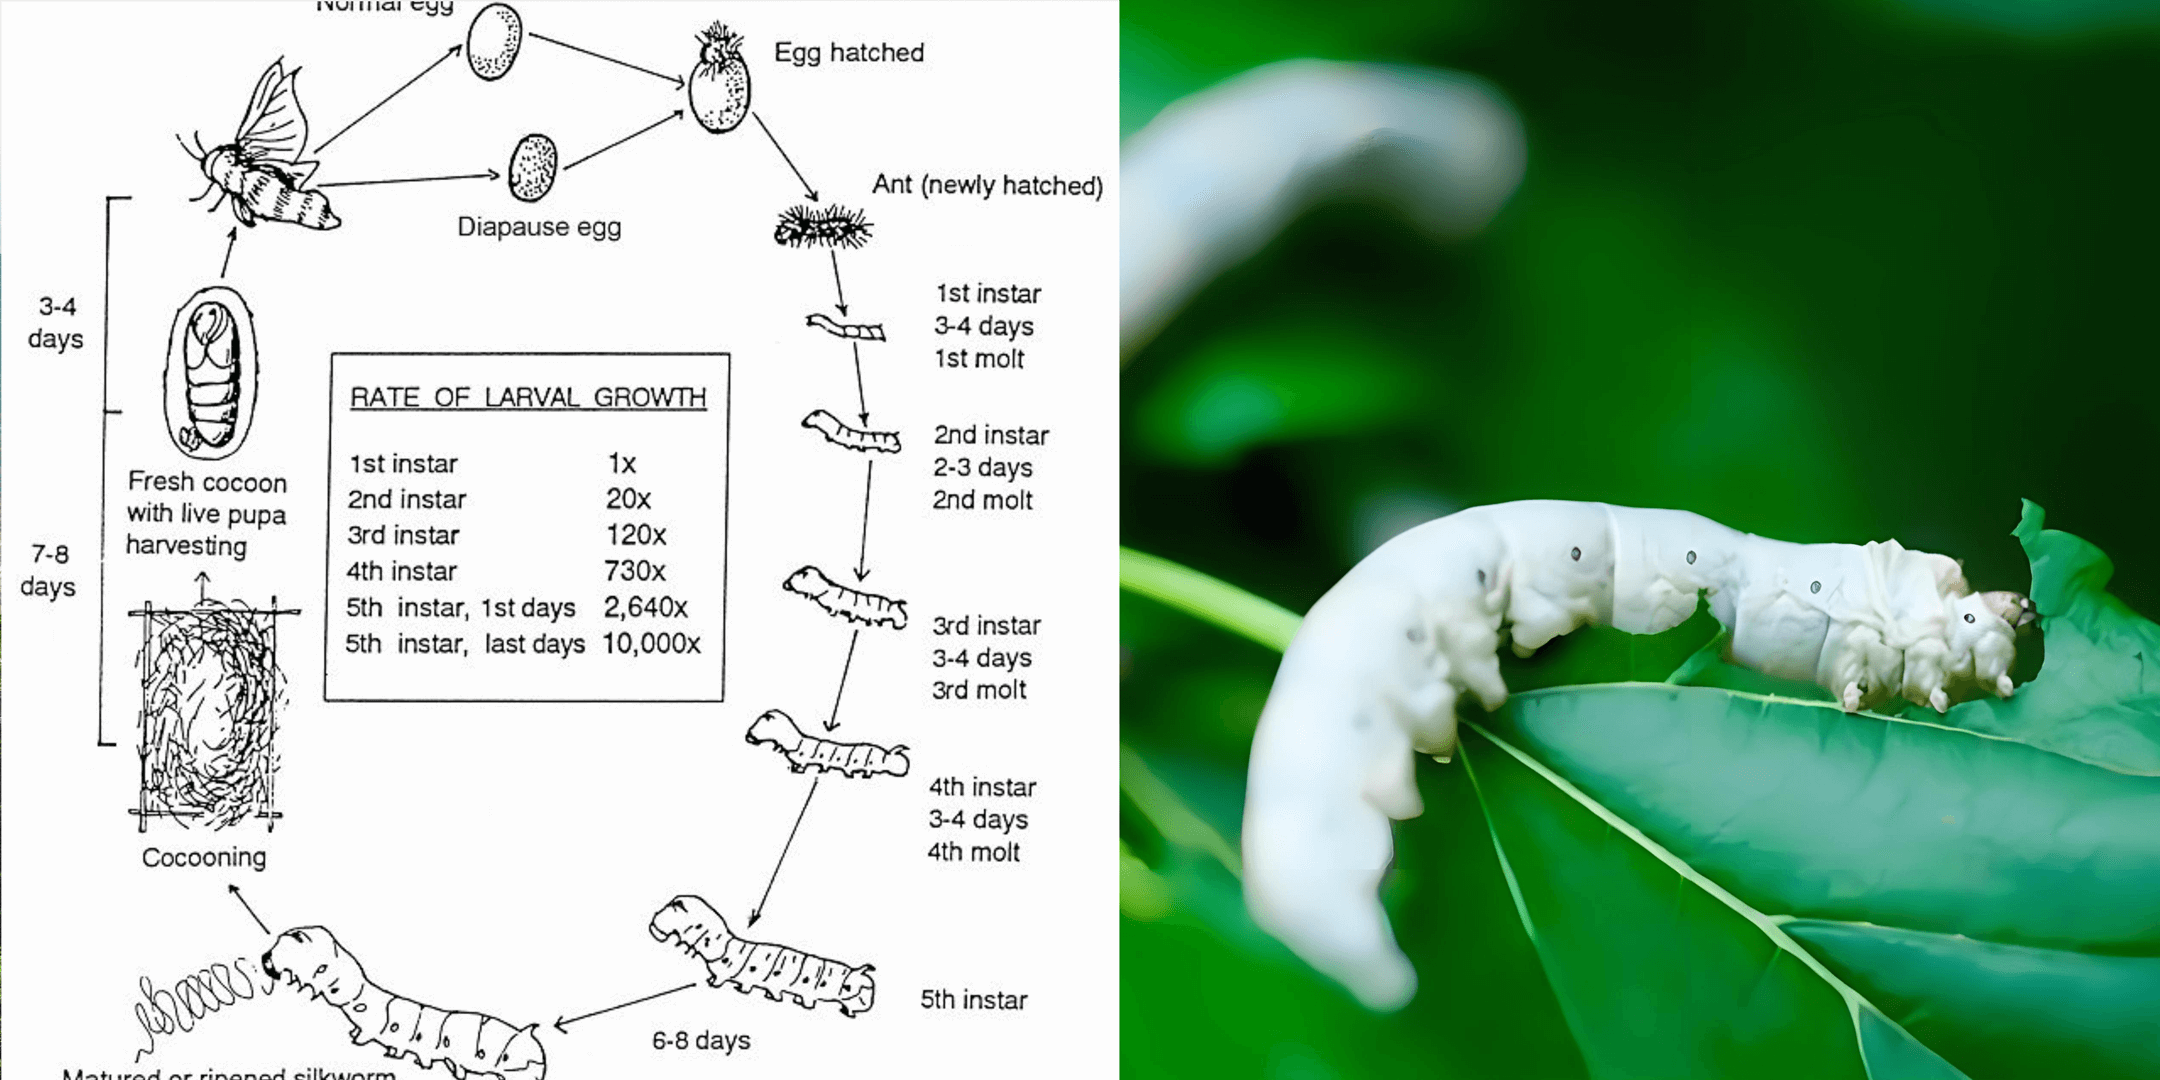 Normal egg
Egg hatched
Ant (newly hatched)
Diapause egg
1st instar
3-4 days
1st molt
2nd instar
2-3 days
2nd molt
3rd instar
3-4 days
3rd molt
4th instar
3-4 days
4th molt
5th instar
6-8 days
Matured or ripened silkworm
Cocooning
Fresh cocoon
with live pupa
harvesting
3-4
days
7-8
days
RATE OF LARVAL GROWTH
1st instar 1x
2nd instar 20x
3rd instar 120x
4th instar 730x
5th instar, 1st days 2,640x
5th instar, last days 10,000x